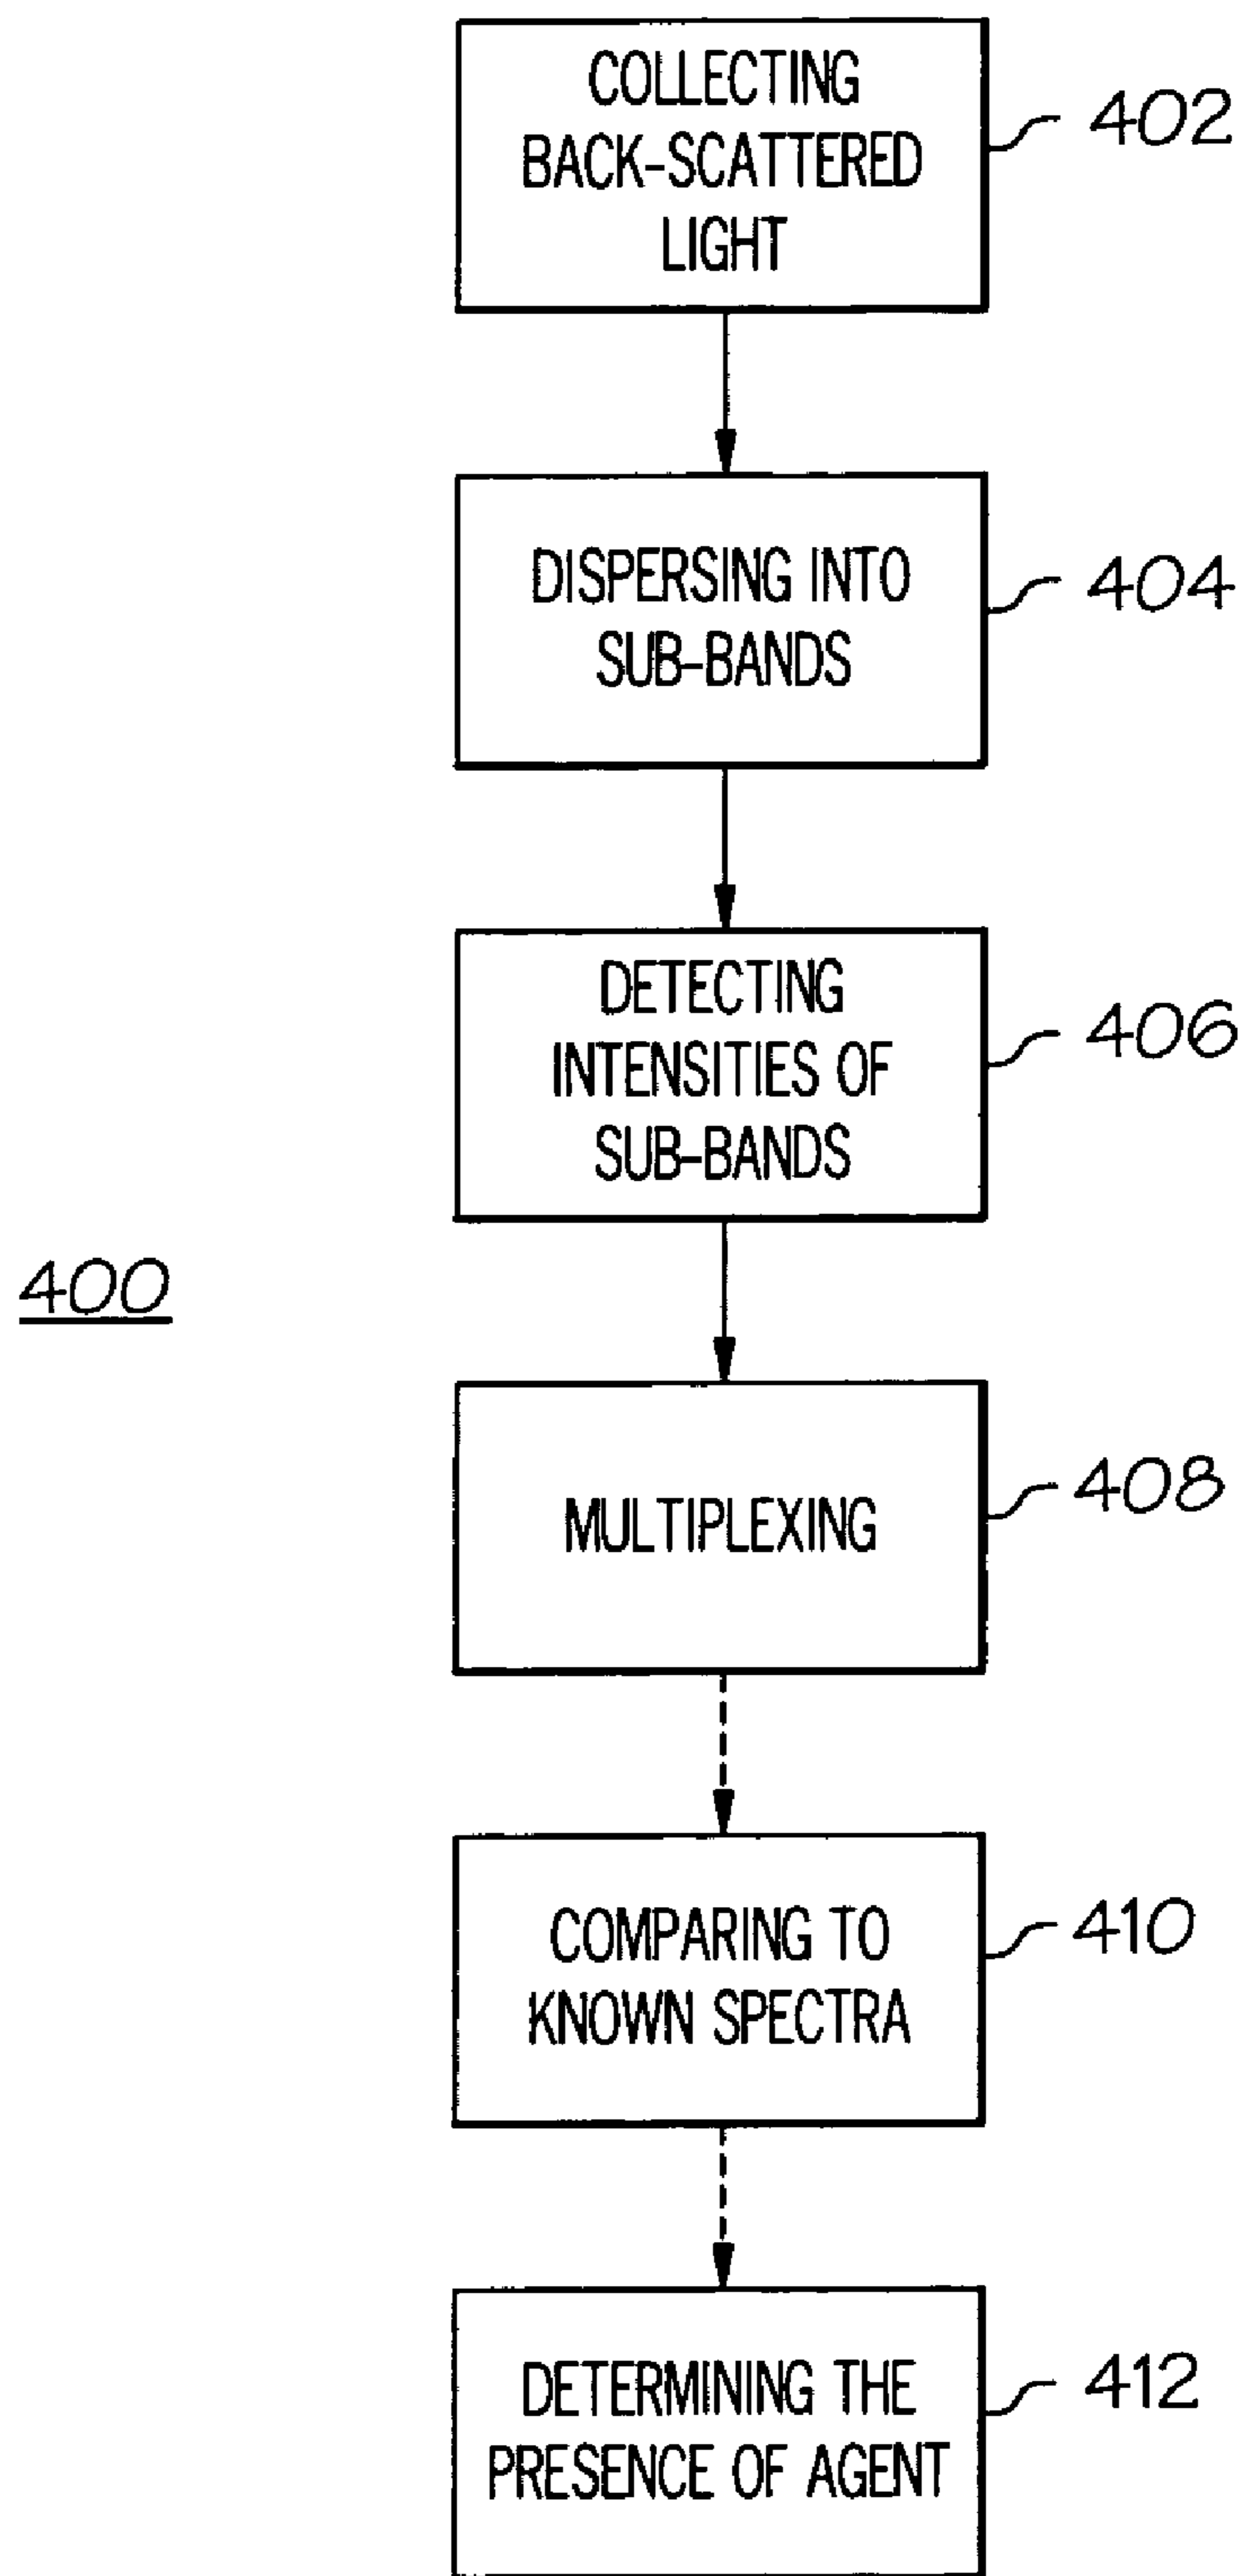 COLLECTING
BACK-SCATTERED
LIGHT
402
DISPERSING INTO
SUB-BANDS
404
DETECTING
INTENSITIES OF
SUB-BANDS
406
400
MULTIPLEXING
408
COMPARING TO
KNOWN SPECTRA
410
DETERMINING THE
PRESENCE OF AGENT
412